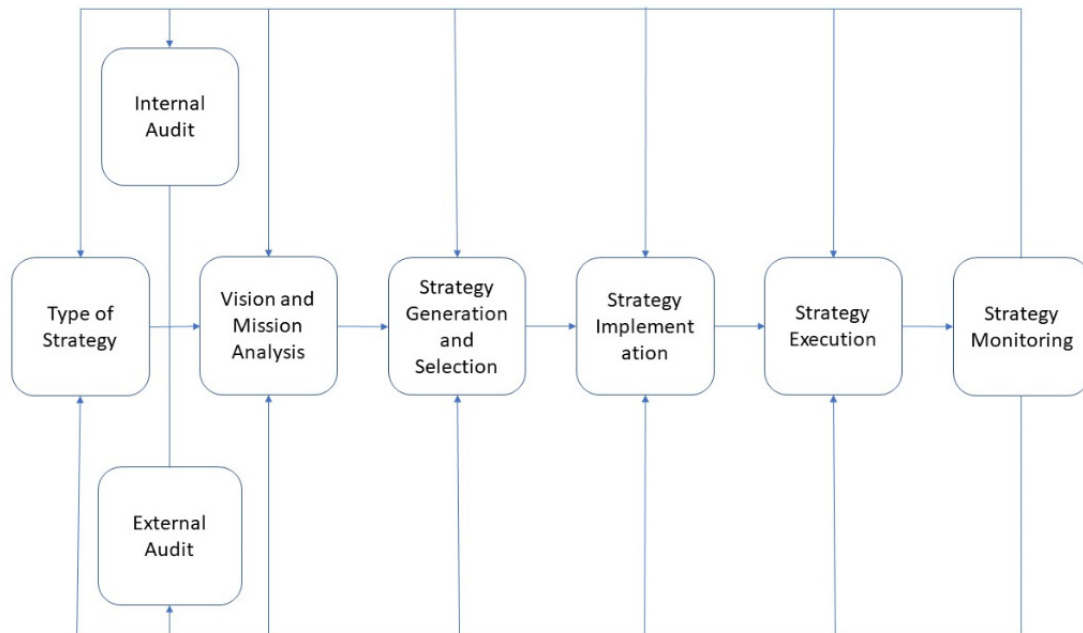 Internal
Audit
Type of
Strategy
Vision and
Mission
Analysis
Strategy
Generation
and
Selection
Strategy
Implement
ation
Strategy
Execution
Strategy
Monitoring
External
Audit